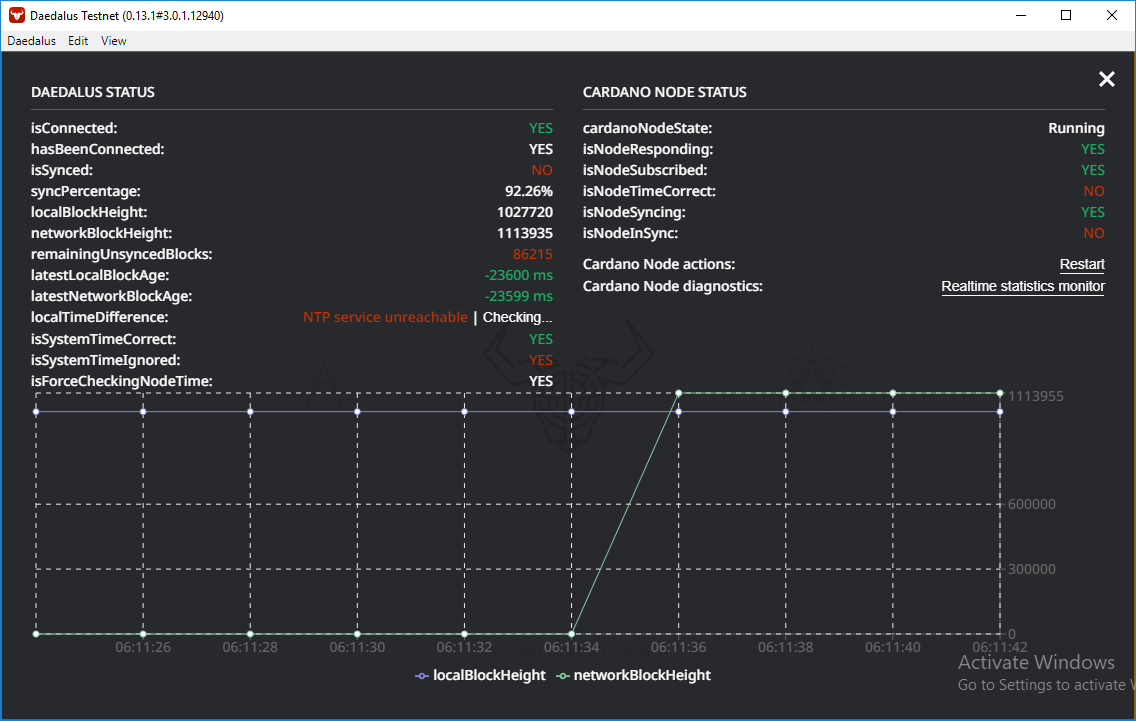 Daedalus Testnet (0.13.1#3.0.1.12940)
Daedalus Edit View
DAEDALUS STATUS
isConnected: YES
hasBeenConnected: YES
isSynced: NO
syncPercentage: 92.26%
localBlockHeight: 1027720
networkBlockHeight: 1113935
remainingUnsyncedBlocks: 86215
latestLocalBlockAge: -23600 ms
latestNetworkBlockAge: -23599 ms
localTimeDifference: NTP service unreachable | Checking...
isSystemTimeCorrect: YES
isSystemTimeIgnored: YES
isForceCheckingNodeTime: YES
CARDANO NODE STATUS
cardanoNodeState: Running
isNodeResponding: YES
isNodeSubscribed: YES
isNodeTimeCorrect: NO
isNodeSyncing: YES
isNodeInSync: NO
Cardano Node actions: Restart
Cardano Node diagnostics: Realtime statistics monitor
1113955
600000
300000
0
06:11:26 06:11:28 06:11:30 06:11:32 06:11:34 06:11:36 06:11:38 06:11:40 06:11:42
localBlockHeight networkBlockHeight
Activate Windows
Go to Settings to activate W